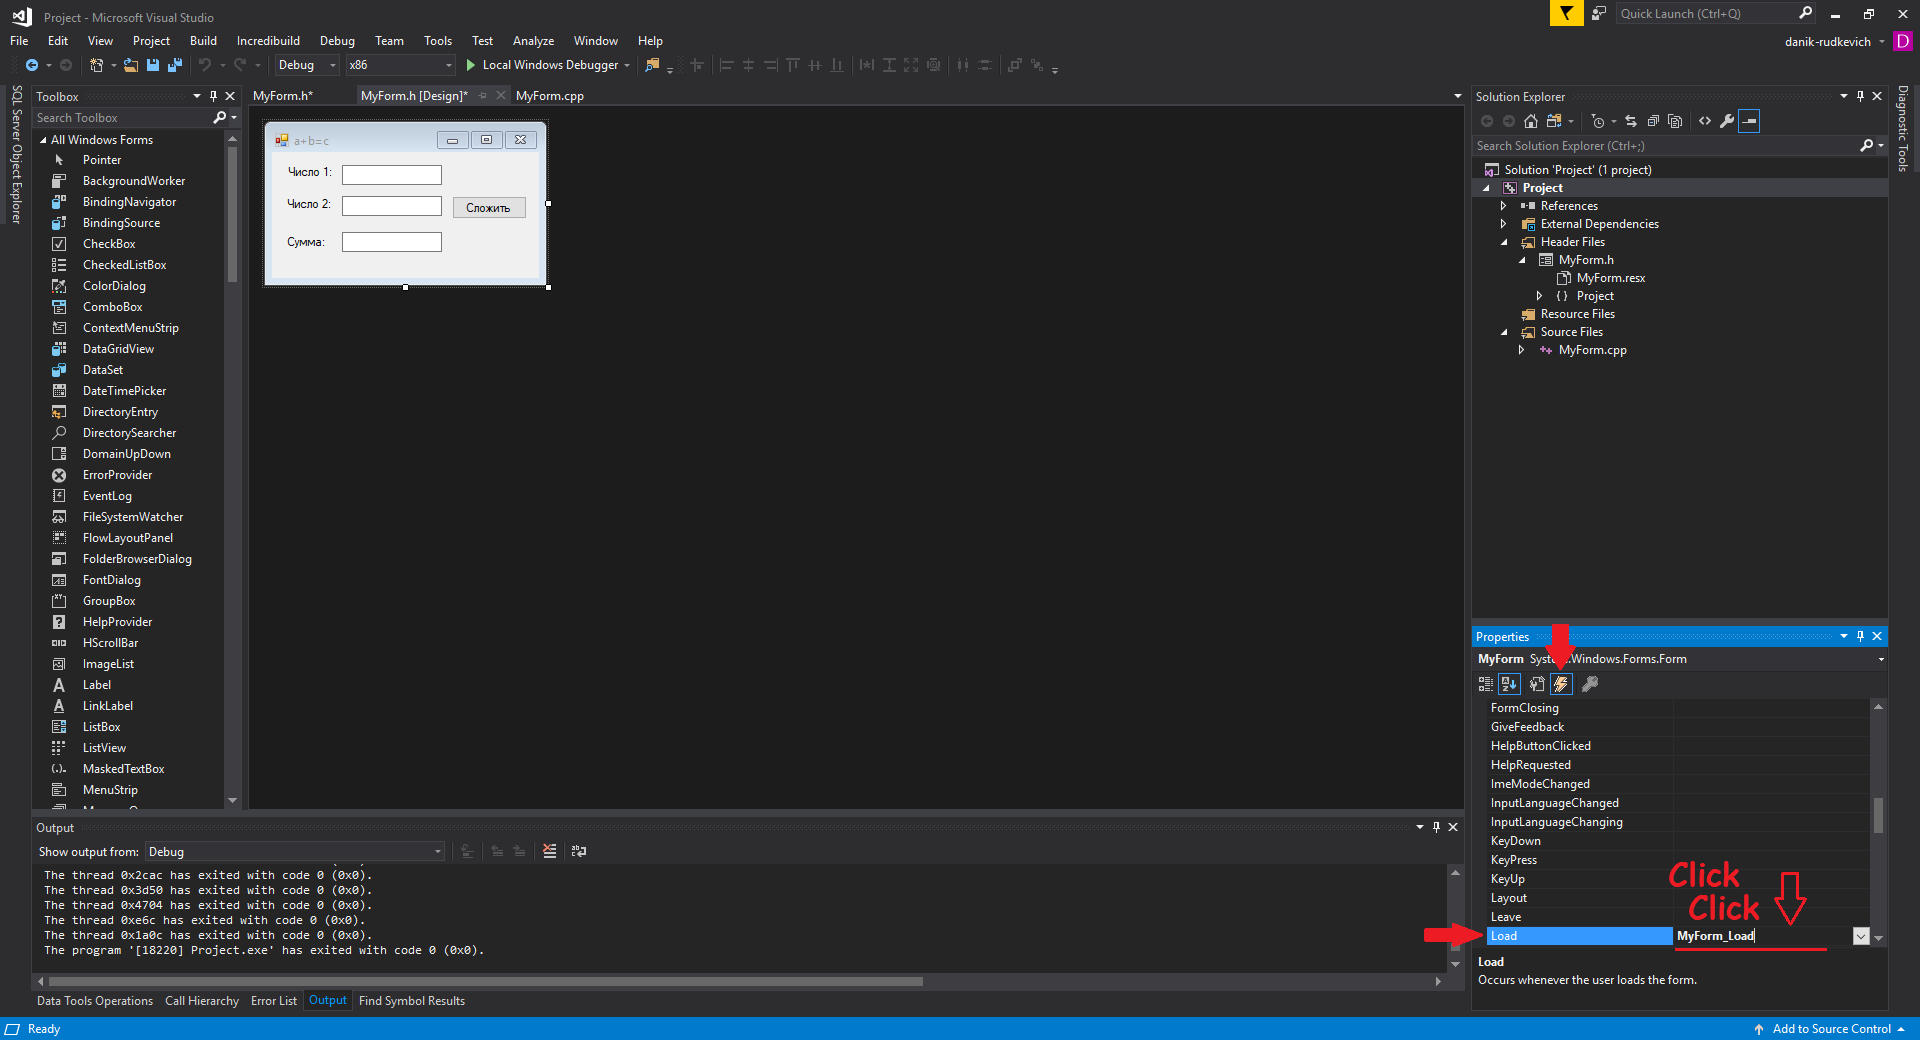 Project - Microsoft Visual Studio
Quick Launch (Ctrl+Q)
File Edit View Project Build Incredibuild Debug Team Tools Test Analyze Window Help
danik-rudkevich D
Debug x86 Local Windows Debugger
SQL Server Object Explorer
Toolbox
Search Toolbox
All Windows Forms
Pointer
BackgroundWorker
BindingNavigator
BindingSource
CheckBox
CheckedListBox
ColorDialog
ComboBox
ContextMenuStrip
DataGridView
DataSet
DateTimePicker
DirectoryEntry
DirectorySearcher
DomainUpDown
ErrorProvider
EventLog
FileSystemWatcher
FlowLayoutPanel
FolderBrowserDialog
FontDialog
GroupBox
HelpProvider
HScrollBar
ImageList
Label
LinkLabel
ListBox
ListView
MaskedTextBox
MenuStrip
MyForm.h* MyForm.h [Design]* MyForm.cpp
a+b=c
Число 1:
Число 2:
Сложить
Сумма:
Solution Explorer
Search Solution Explorer (Ctrl+;)
Solution 'Project' (1 project)
Project
References
External Dependencies
Header Files
MyForm.h
MyForm.resx
Project
Resource Files
Source Files
MyForm.cpp
Diagnostic Tools
Properties
MyForm System.Windows.Forms.Form
FormClosing
GiveFeedback
HelpButtonClicked
HelpRequested
ImeModeChanged
InputLanguageChanged
InputLanguageChanging
KeyDown
KeyPress
KeyUp
Layout
Leave
Load MyForm_Load
Click
Click
Load
Occurs whenever the user loads the form.
Output
Show output from: Debug
The thread 0x2cac has exited with code 0 (0x0).
The thread 0x3d50 has exited with code 0 (0x0).
The thread 0x4704 has exited with code 0 (0x0).
The thread 0xe6c has exited with code 0 (0x0).
The thread 0x1a0c has exited with code 0 (0x0).
The program '[18220] Project.exe' has exited with code 0 (0x0).
Data Tools Operations Call Hierarchy Error List Output Find Symbol Results
Ready
Add to Source Control